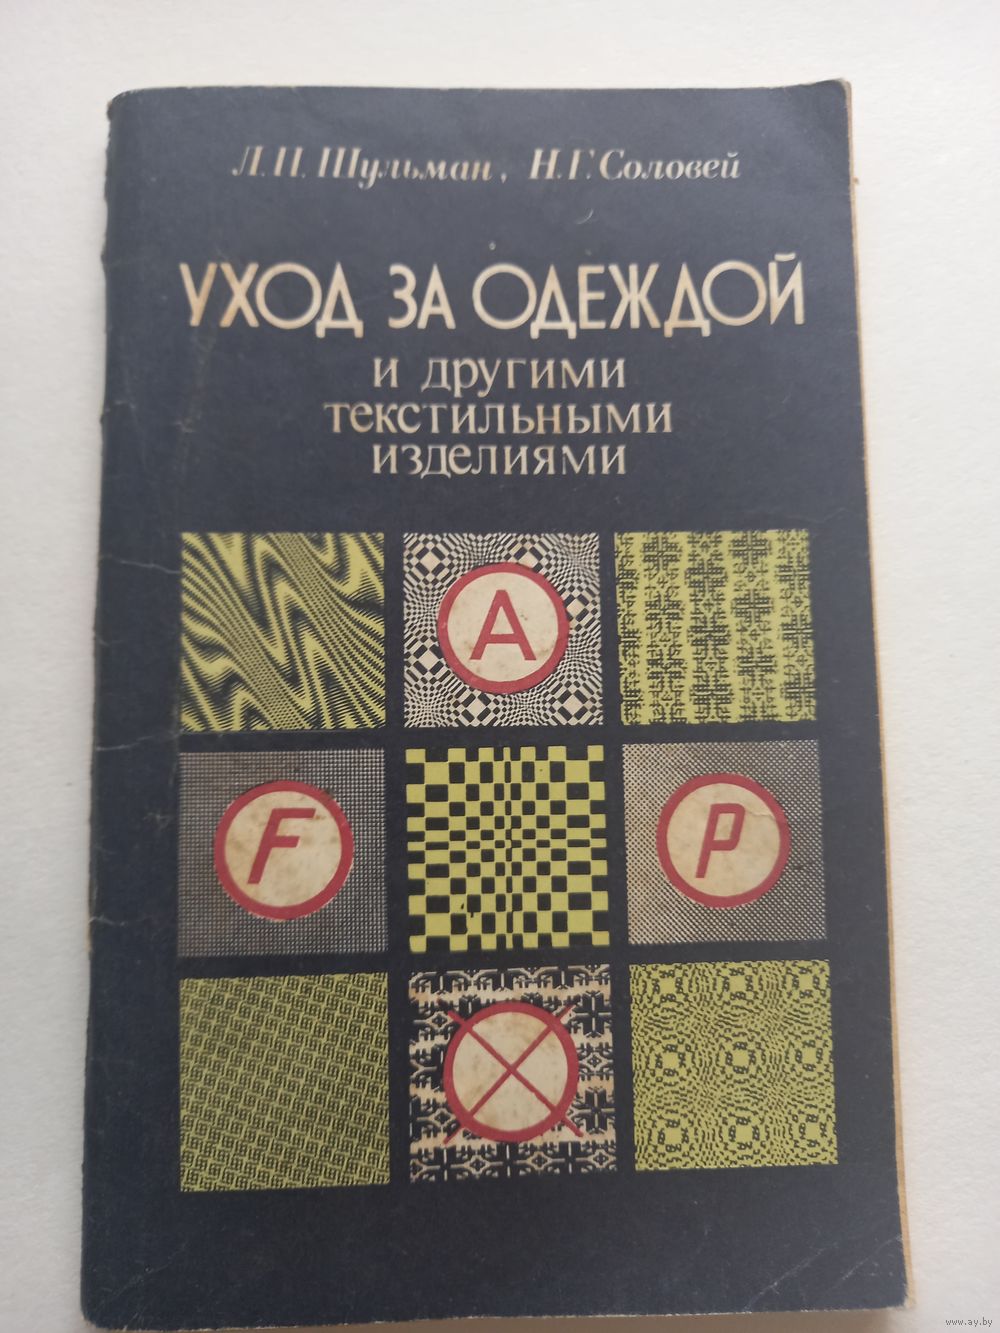 Л.П. Шульман, Н.Г. Соловей
УХОД ЗА ОДЕЖДОЙ
и другими
текстильными
изделиями
A
F
P
www.ay.by